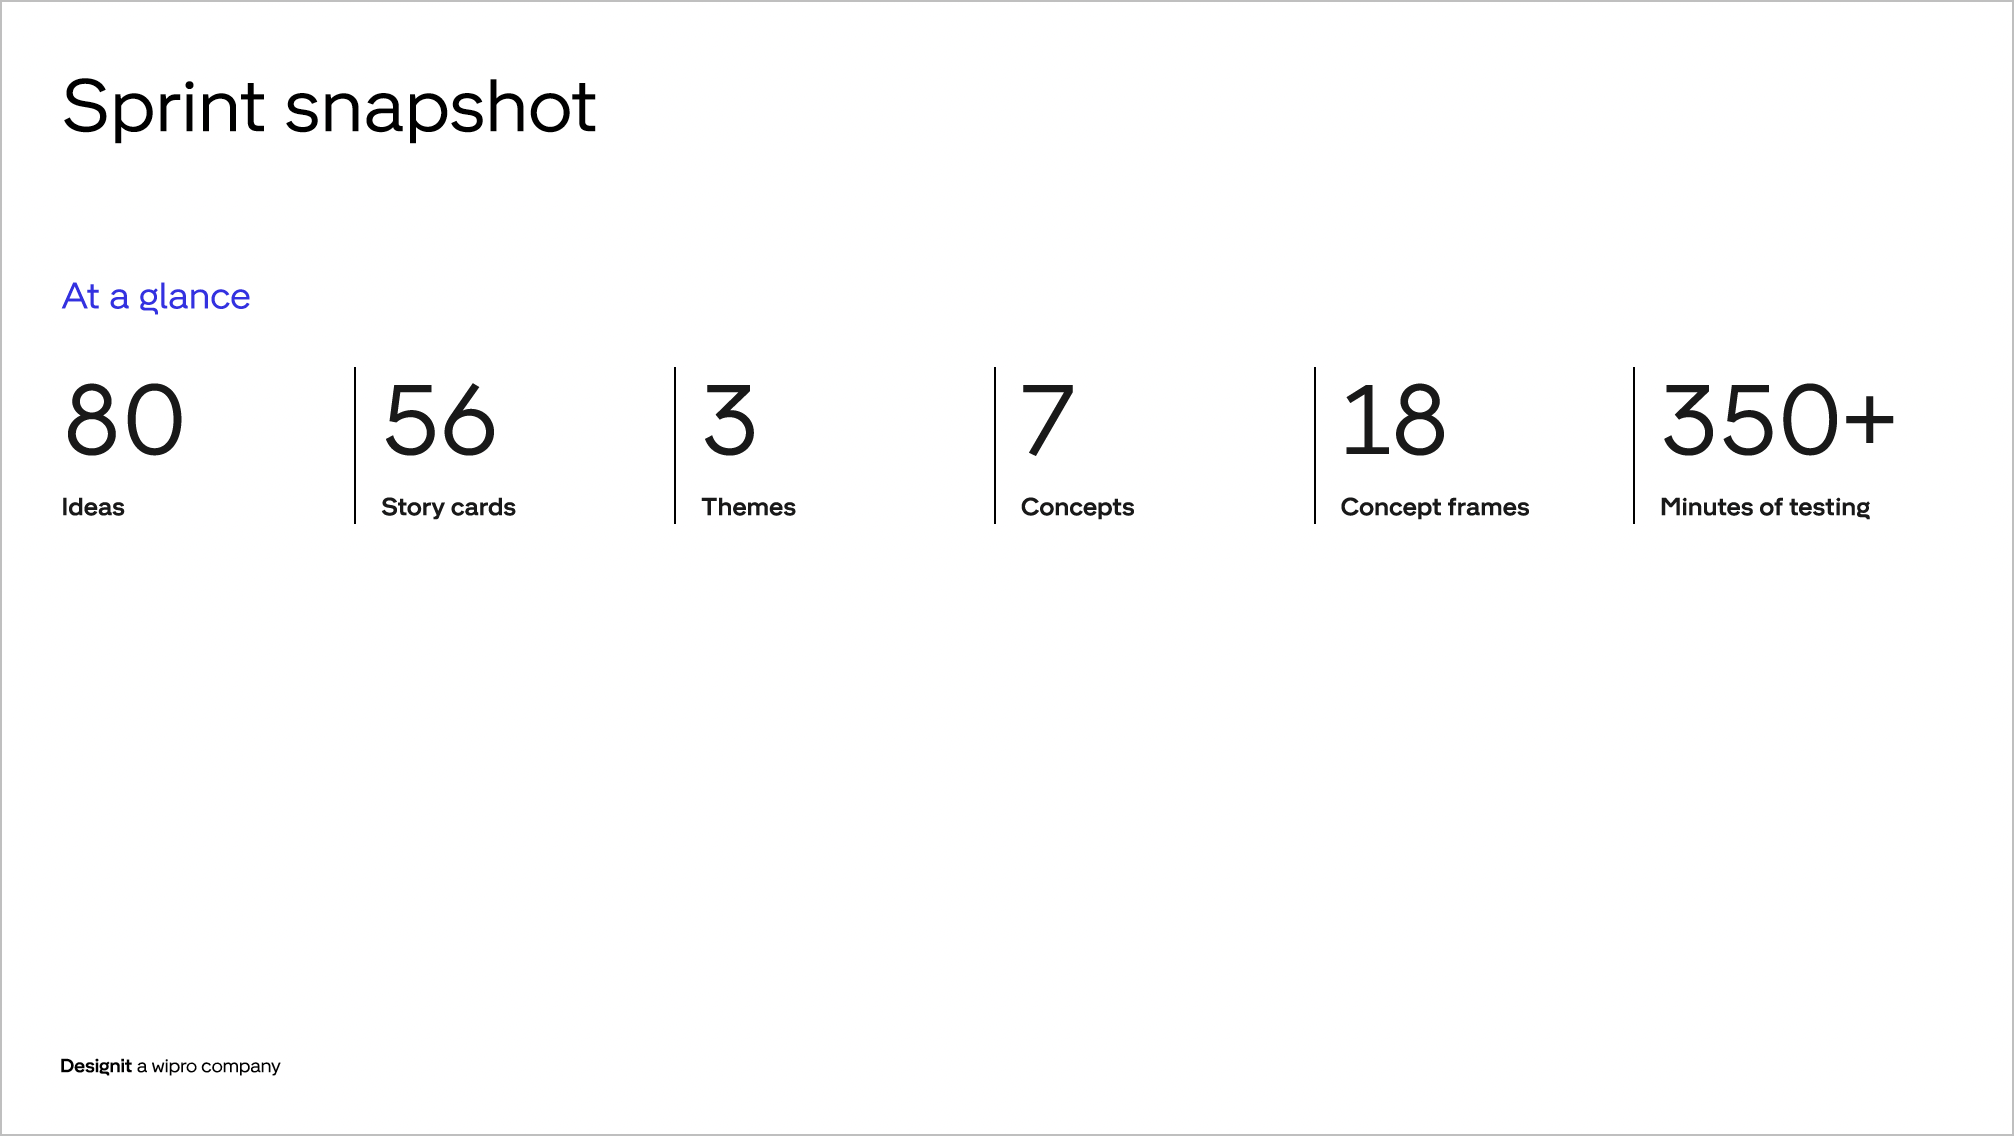 Sprint snapshot
At a glance
80
Ideas
56
Story cards
3
Themes
7
Concepts
18
Concept frames
350+
Minutes of testing
Designit a wipro company